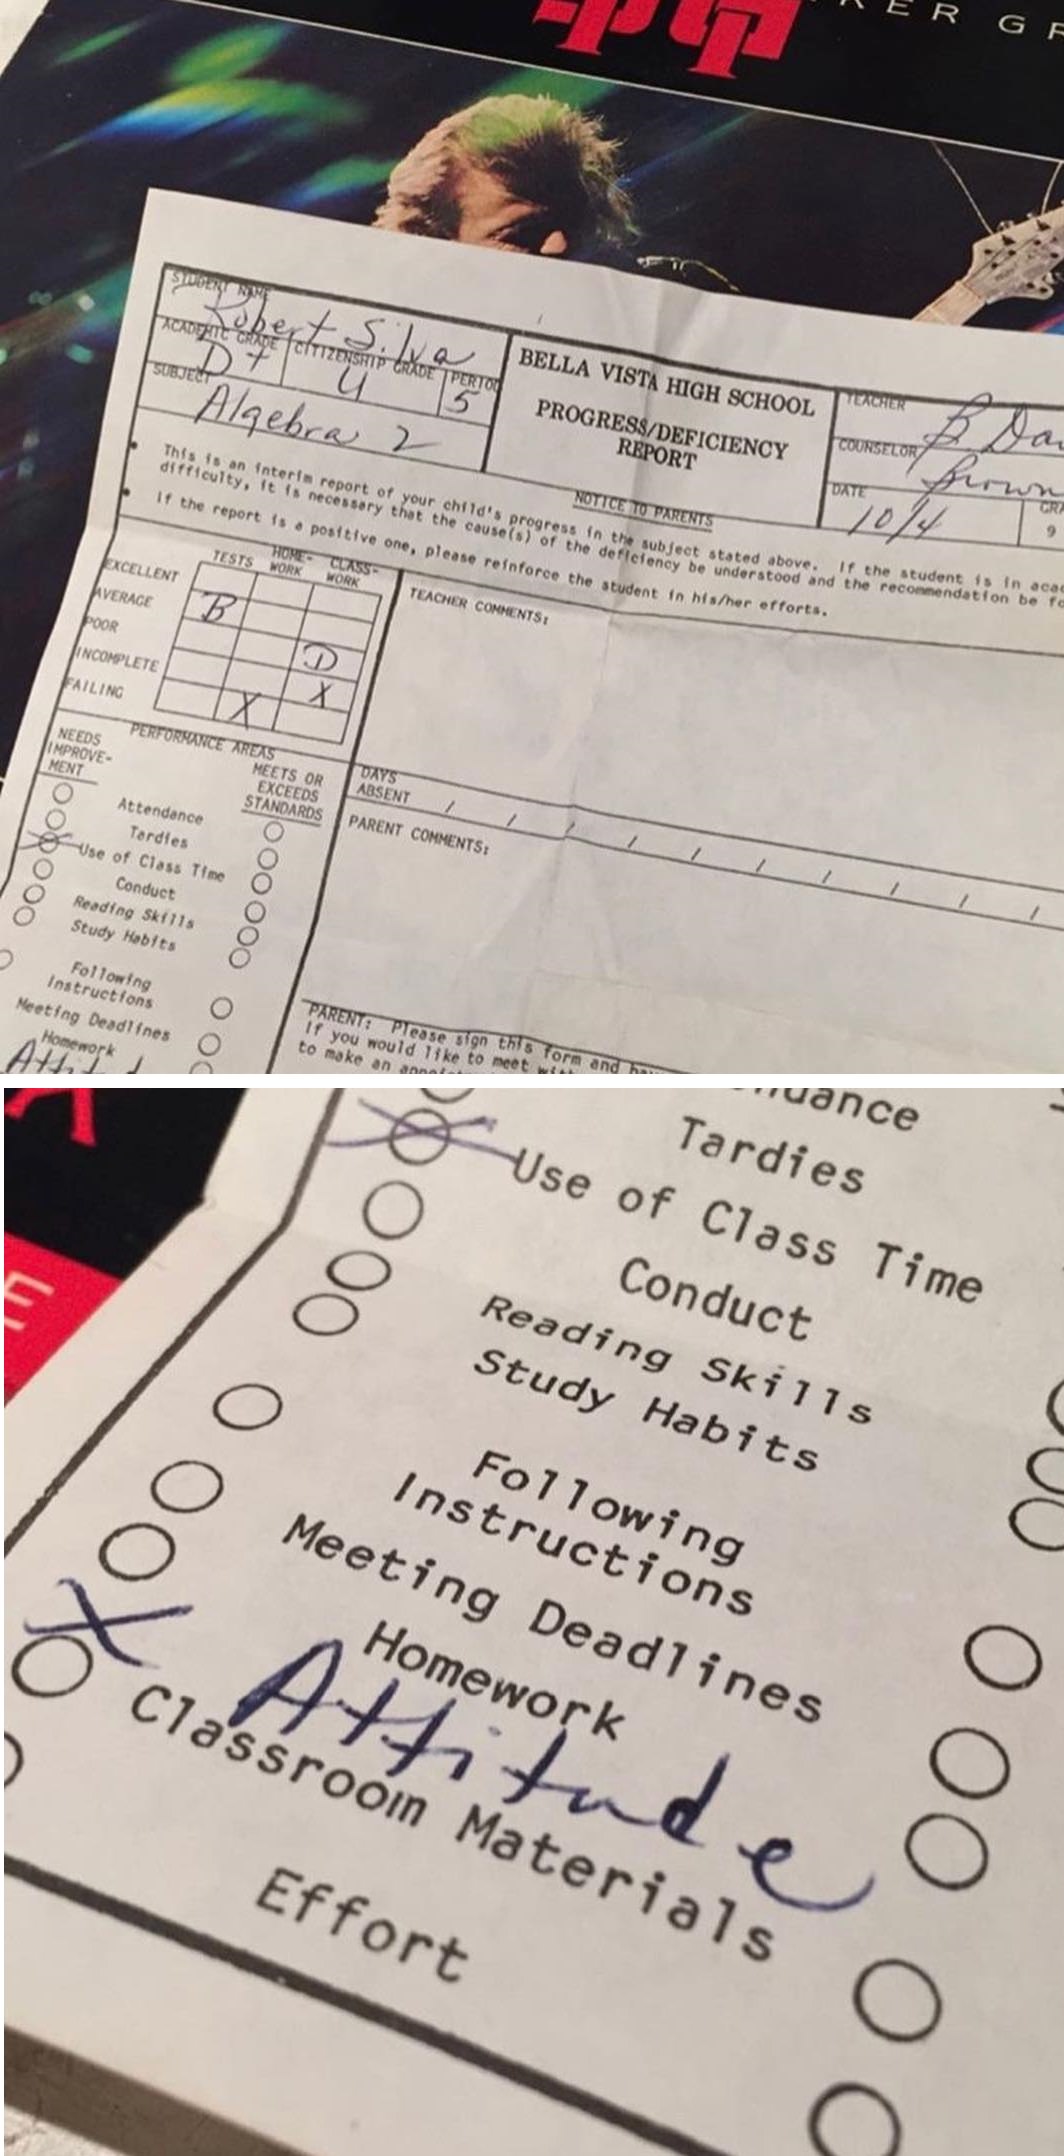 KER GR
STUDENT NAME
Robert Silva
ACADEMIC GRADE CITIZENSHIP GRADE PERIOD
D+ U 5
SUBJECT
Algebra 2
BELLA VISTA HIGH SCHOOL
PROGRESS/DEFICIENCY
REPORT
TEACHER
B Dav
COUNSELOR
Brown
DATE
10/4
GRA
9
NOTICE TO PARENTS
• This is an interim report of your child's progress in the subject stated above. If the student is in acad
difficulty, it is necessary that the cause(s) of the deficiency be understood and the recommendation be fo
• If the report is a positive one, please reinforce the student in his/her efforts.
TESTS HOME-WORK CLASS-WORK
EXCELLENT
AVERAGE B
POOR D
INCOMPLETE X
FAILING X
TEACHER COMMENTS:
PERFORMANCE AREAS
NEEDS
IMPROVE-
MENT
MEETS OR
EXCEEDS
STANDARDS
Attendance
Tardies
Use of Class Time
Conduct
Reading Skills
Study Habits
Following
Instructions
Meeting Deadlines
Homework
DAYS
ABSENT / / / / / / / / / /
PARENT COMMENTS:
PARENT: Please sign this form and
If you would like to meet
to make an
E
ndance
Tardies
Use of Class Time
Conduct
Reading Skills
Study Habits
Following
Instructions
Meeting Deadlines
Homework
X Attitude
Classroom Materials
Effort